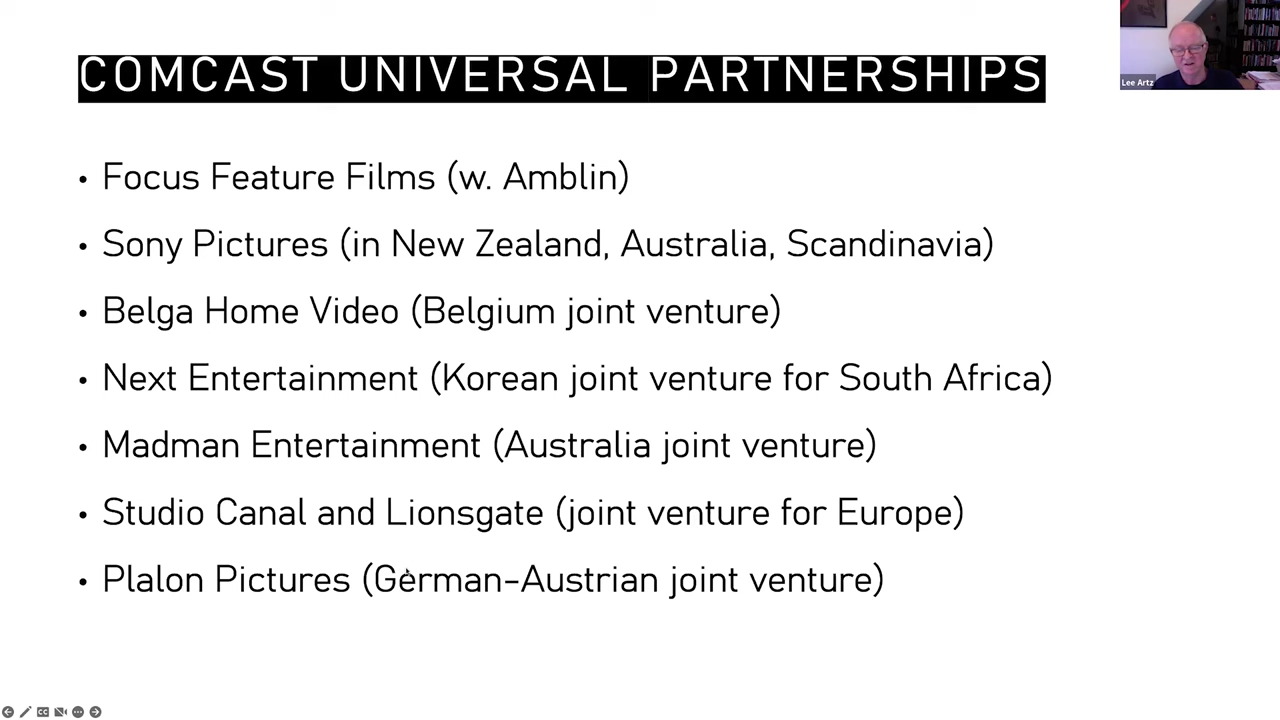 COMCAST UNIVERSAL PARTNERSHIPS
Lee Artz
• Focus Feature Films (w. Amblin)
• Sony Pictures (in New Zealand, Australia, Scandinavia)
• Belga Home Video (Belgium joint venture)
• Next Entertainment (Korean joint venture for South Africa)
• Madman Entertainment (Australia joint venture)
• Studio Canal and Lionsgate (joint venture for Europe)
• Plalon Pictures (German-Austrian joint venture)